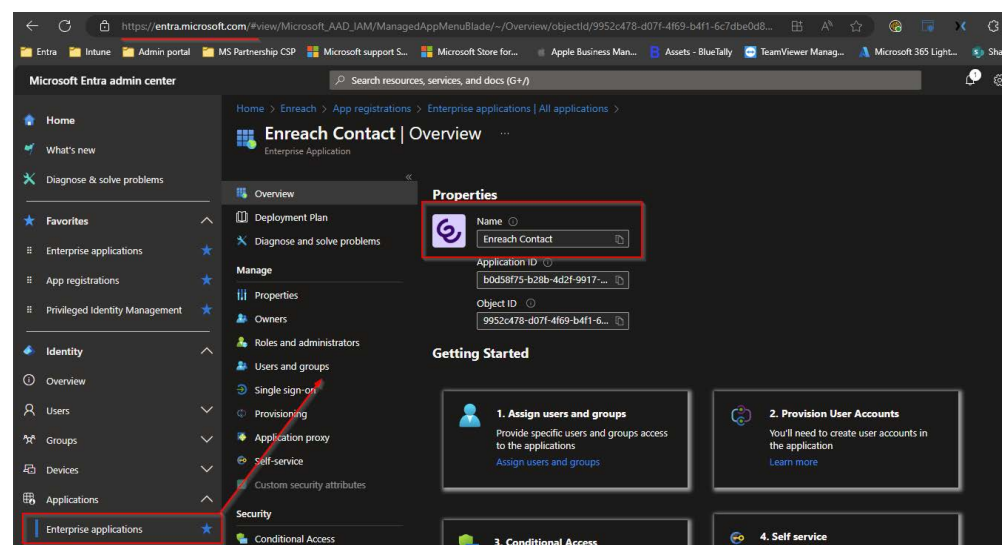 https://entra.microsoft.com/#view/Microsoft_AAD_IAM/ManagedAppMenuBlade/~/Overview/objectId/9952c478-d07f-4f69-b4f1-6c7dbe0d8...
Entra
Intune
Admin portal
MS Partnership CSP
Microsoft support S...
Microsoft Store for...
Apple Business Man...
Assets - BlueTally
TeamViewer Manag...
Microsoft 365 Light...
Sha
Microsoft Entra admin center
Search resources, services, and docs (G+/)
Home > Enreach > App registrations > Enterprise applications | All applications >
Enreach Contact | Overview ...
Enterprise Application
Home
What's new
Diagnose & solve problems
Favorites
Enterprise applications
App registrations
Privileged Identity Management
Identity
Overview
Users
Groups
Devices
Applications
Enterprise applications
Overview
Deployment Plan
Diagnose and solve problems
Manage
Properties
Owners
Roles and administrators
Users and groups
Single sign-on
Provisioning
Application proxy
Self-service
Custom security attributes
Security
Conditional Access
Properties
Name
Enreach Contact
Application ID
b0d58f75-b28b-4d2f-9917-...
Object ID
9952c478-d07f-4f69-b4f1-6...
Getting Started
1. Assign users and groups
Provide specific users and groups access
to the applications
Assign users and groups
2. Provision User Accounts
You'll need to create user accounts in
the application
Learn more
3. Conditional Access
4. Self service